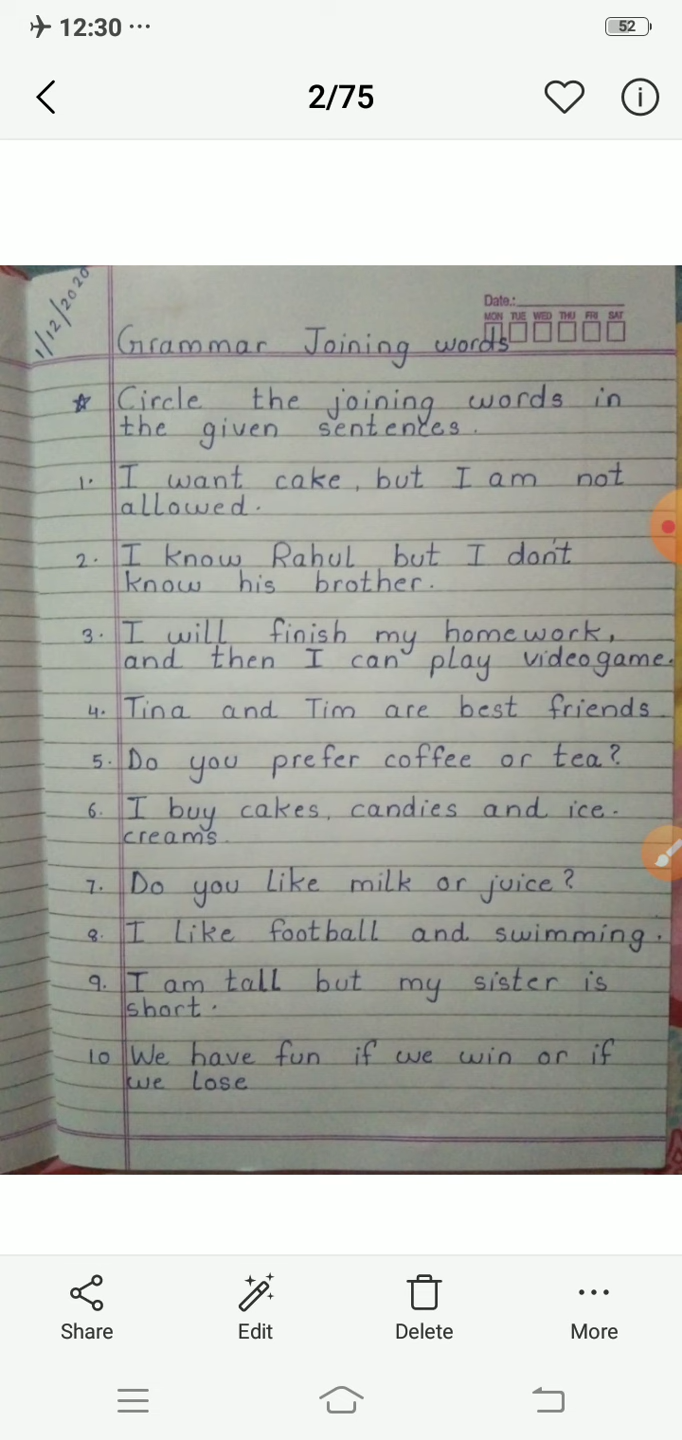 12:30 ...
52
2/75
1/12/2020
Date.:
MON TUE WED THU FRI SAT
Grammar Joining words
Circle the joining words in
the given sentences.
1. I want cake, but I am not
allowed.
2. I know Rahul but I don't
know his brother.
3. I will finish my homework,
and then I can play videogame.
4. Tina and Tim are best friends.
5. Do you prefer coffee or tea?
6. I buy cakes, candies and ice-
creams.
7. Do you like milk or juice?
8. I like football and swimming.
9. I am tall but my sister is
short.
10 We have fun if we win or if
we lose
Share Edit Delete More